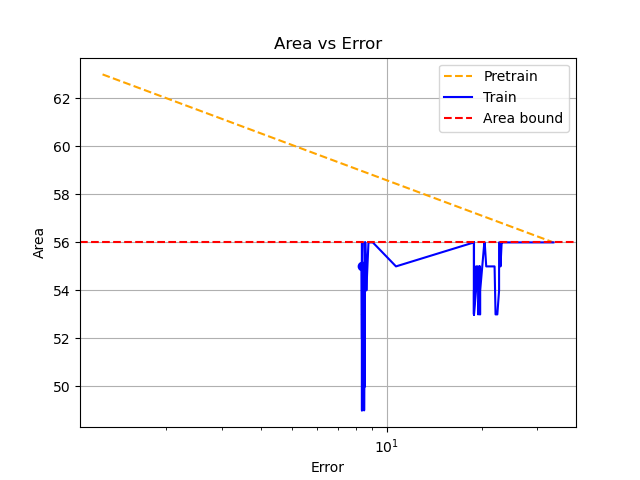 Area vs Error
Pretrain
Train
Area bound
62
60
58
56
54
52
50
Area
10¹
Error